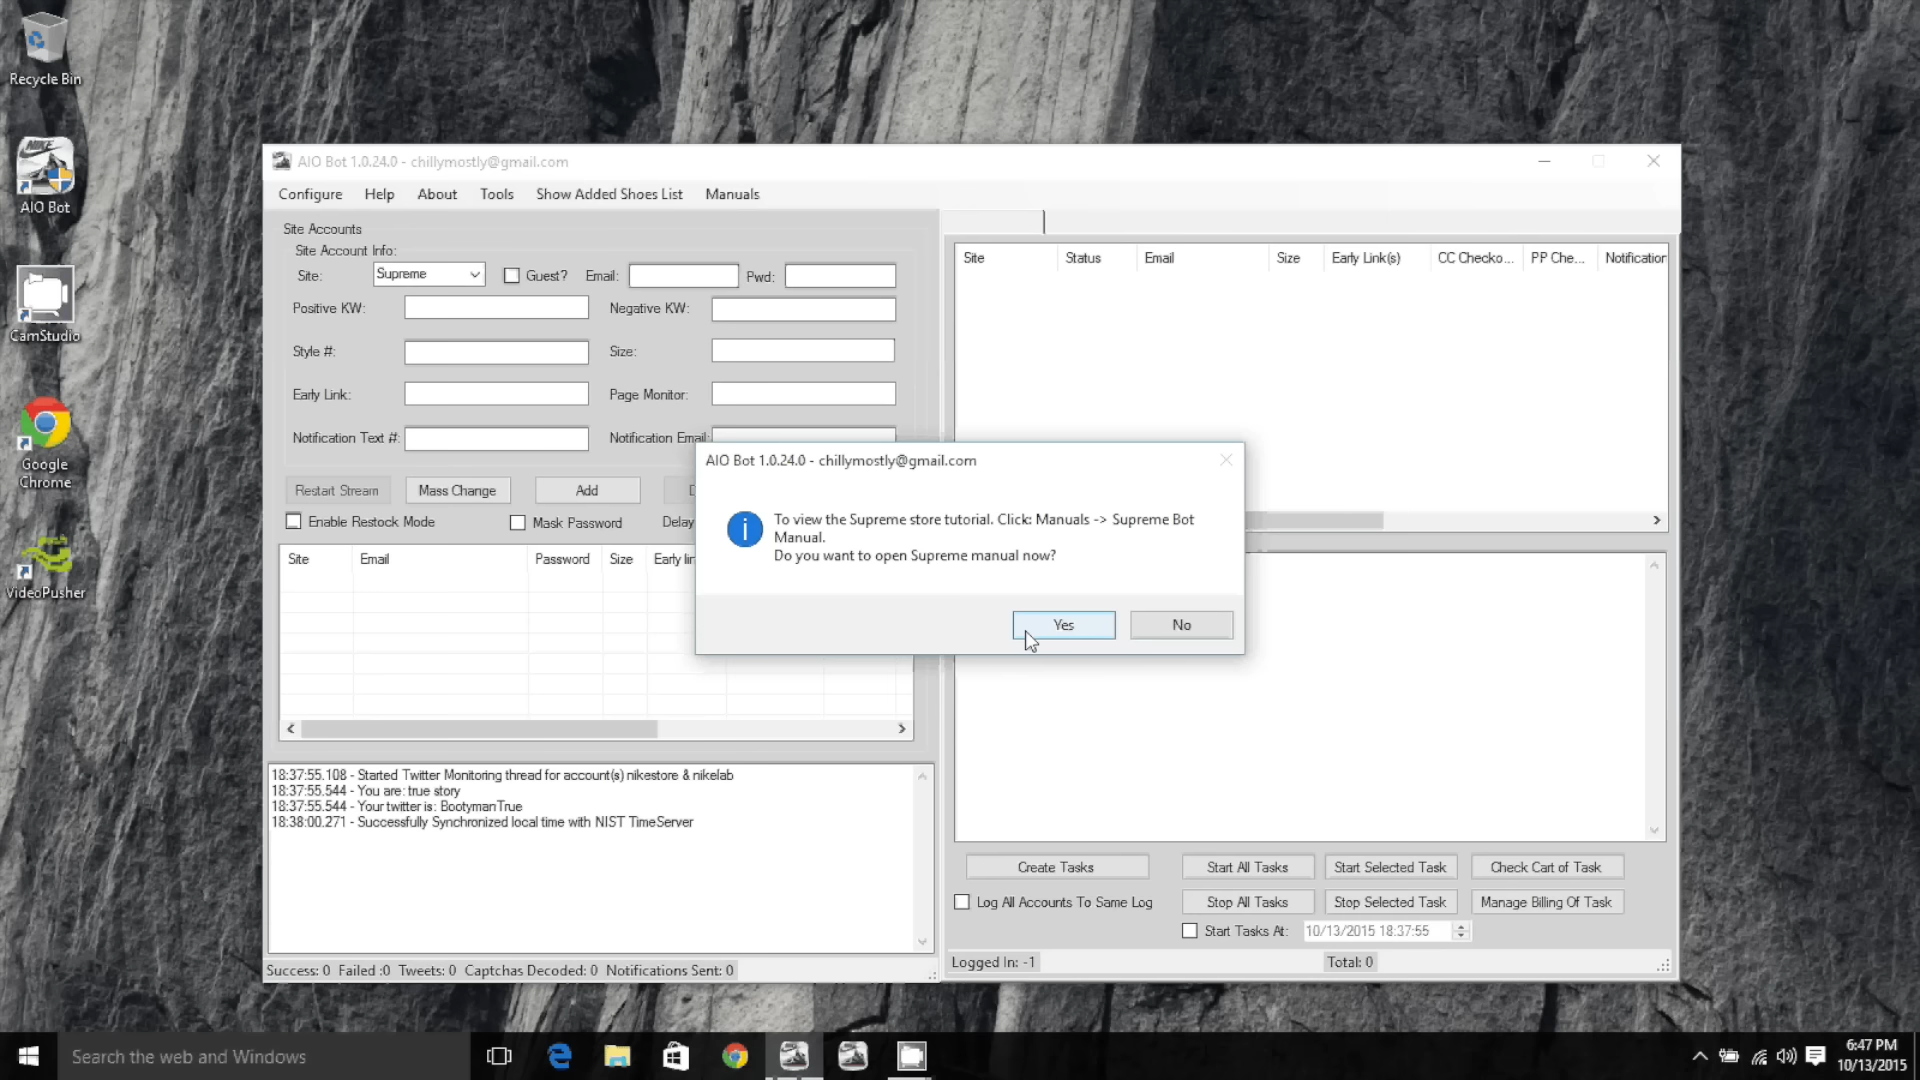 Recycle Bin
AIO Bot
CamStudio
Google
Chrome
VideoPusher
AIO Bot 1.0.24.0 - chillymostly@gmail.com
Configure Help About Tools Show Added Shoes List Manuals
Site Accounts
Site Account Info:
Site: Supreme Guest? Email: Pwd:
Positive KW: Negative KW:
Style #: Size:
Early Link: Page Monitor:
Notification Text #: Notification Email:
Restart Stream Mass Change Add
Enable Restock Mode Mask Password Delay
Site Email Password Size Early lin
18:37:55.108 - Started Twitter Monitoring thread for account(s) nikestore & nikelab
18:37:55.544 - You are: true story
18:37:55.544 - Your twitter is: BootymanTrue
18:38:00.271 - Successfully Synchronized local time with NIST TimeServer
Success: 0 Failed :0 Tweets: 0 Captchas Decoded: 0 Notifications Sent: 0
Site Status Email Size Early Link(s) CC Checko... PP Che... Notification
AIO Bot 1.0.24.0 - chillymostly@gmail.com
To view the Supreme store tutorial. Click: Manuals -> Supreme Bot
Manual.
Do you want to open Supreme manual now?
Yes No
Create Tasks Start All Tasks Start Selected Task Check Cart of Task
Log All Accounts To Same Log Stop All Tasks Stop Selected Task Manage Billing Of Task
Start Tasks At: 10/13/2015 18:37:55
Logged In: -1 Total: 0
Search the web and Windows
6:47 PM
10/13/2015